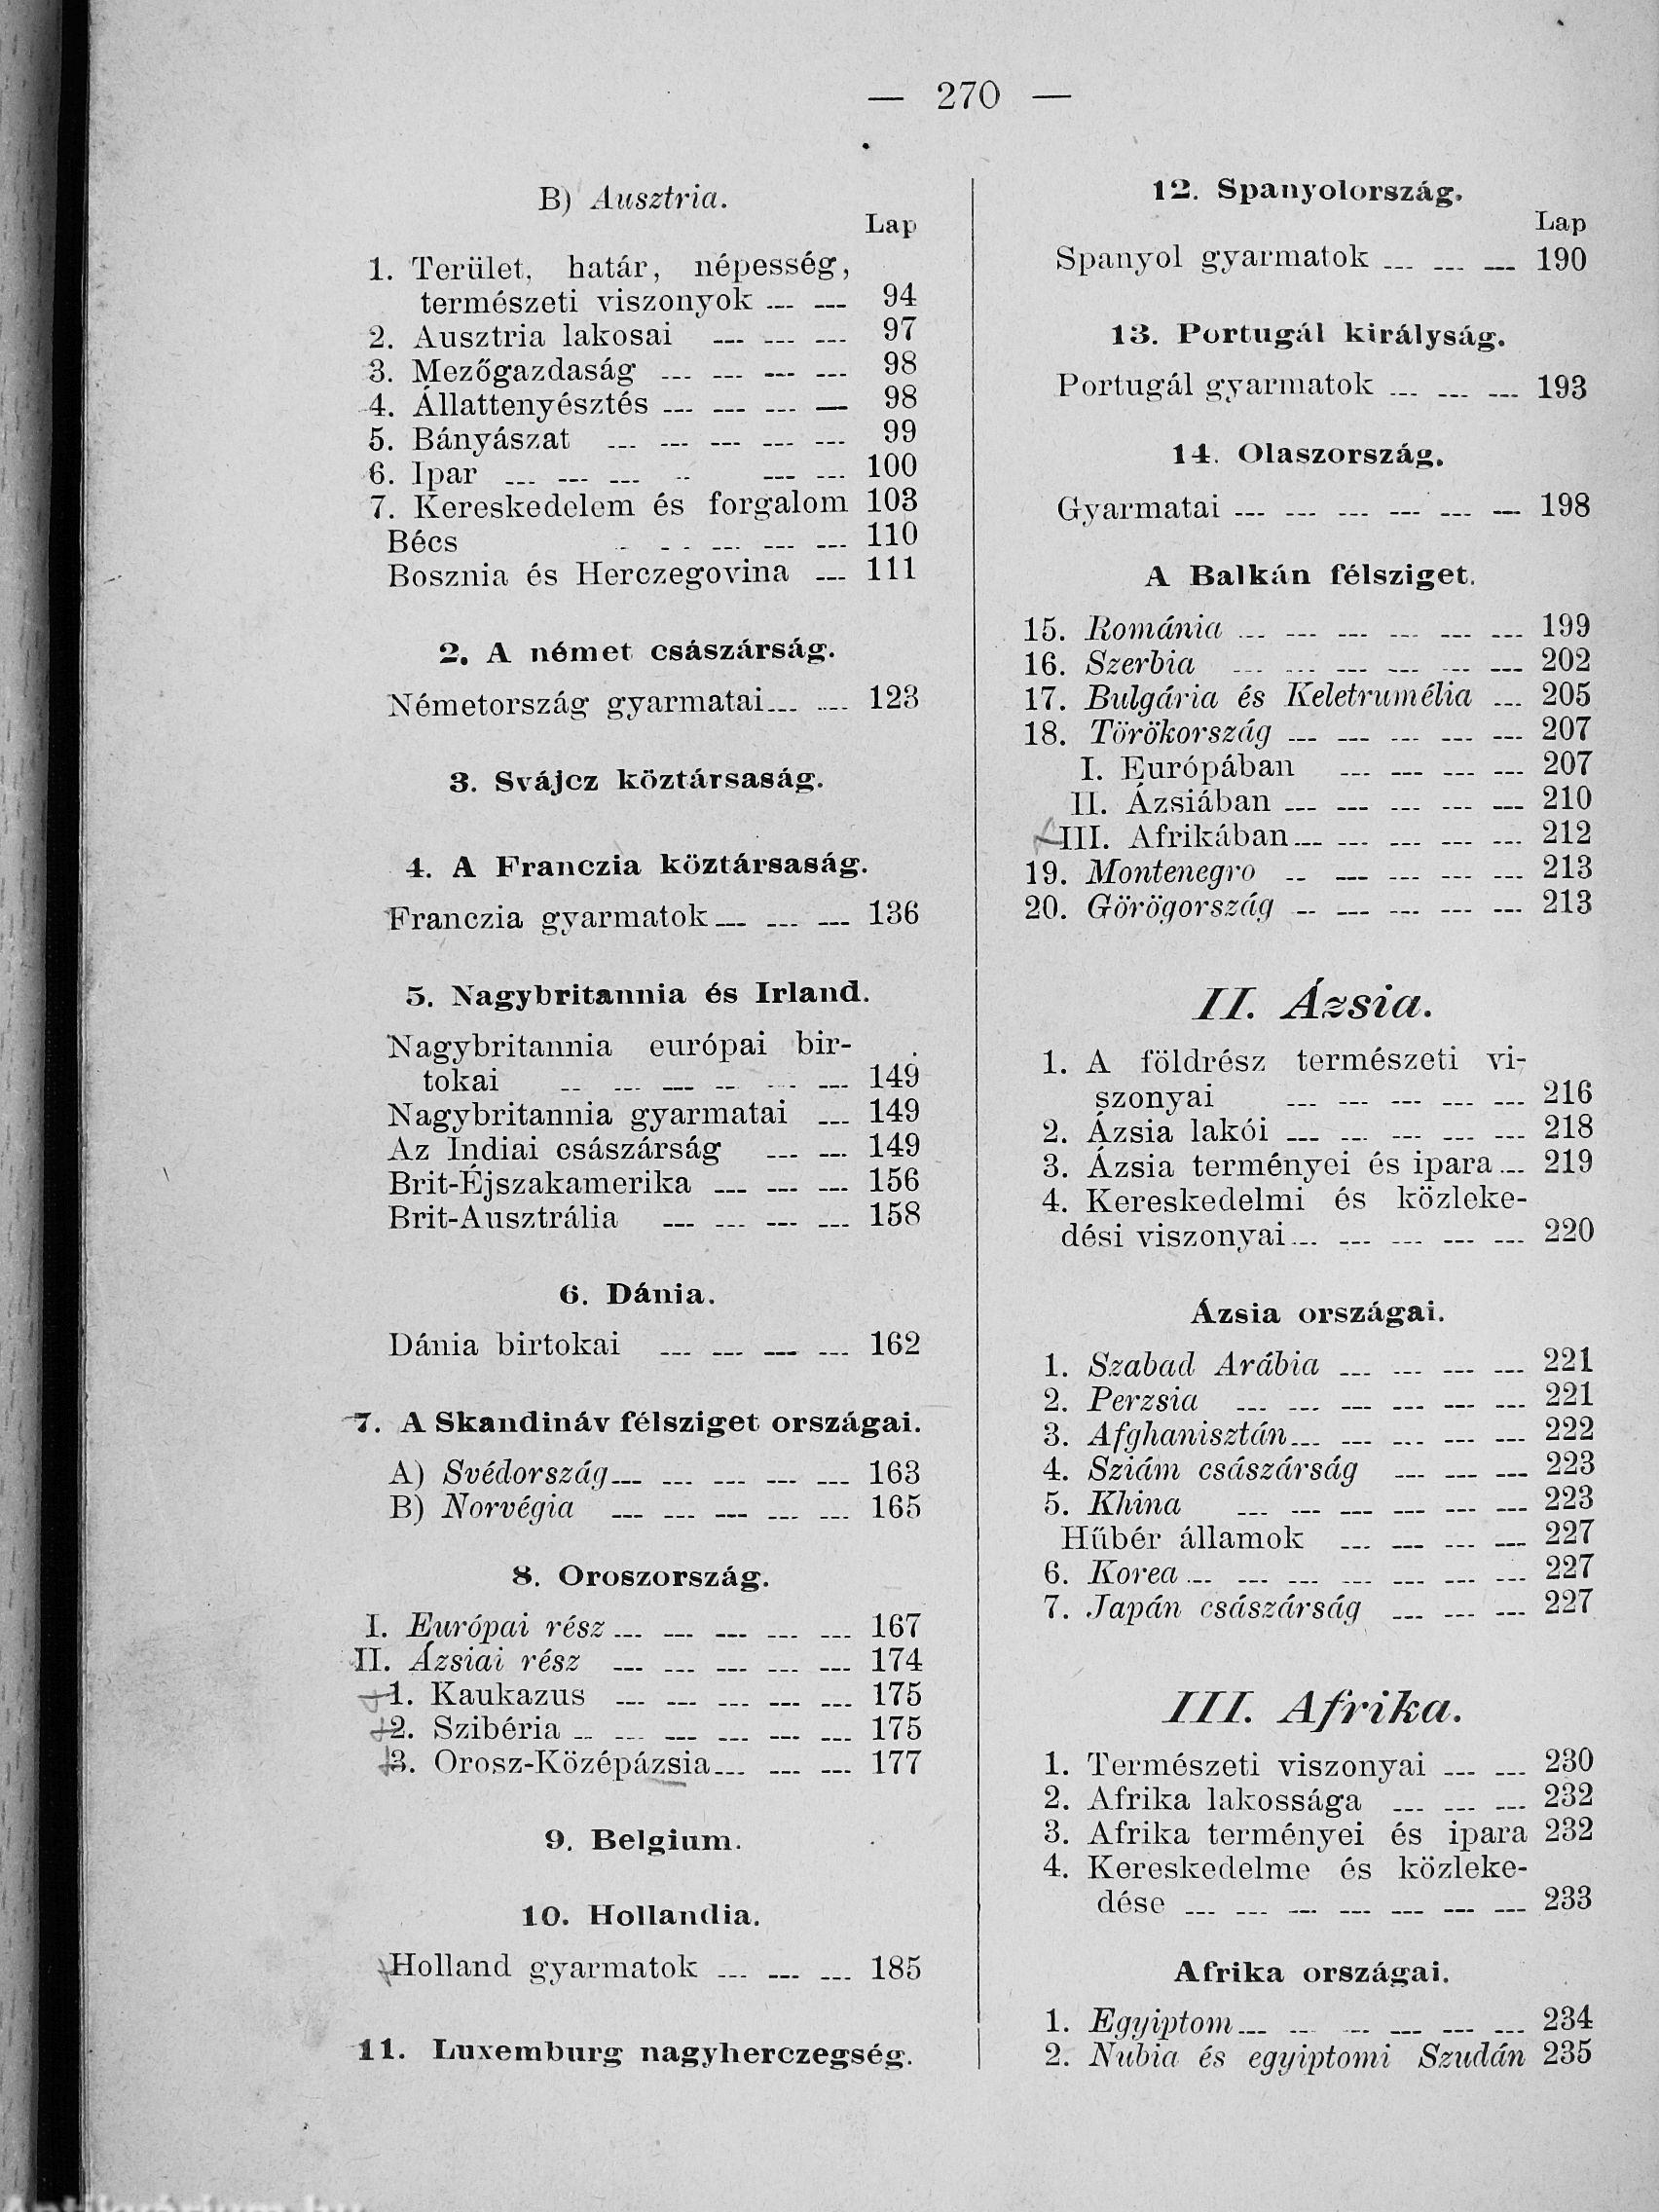 — 270 —
B) Ausztria.
Lap
1. Terület, határ, népesség,
természeti viszonyok 94
2. Ausztria lakosai 97
3. Mezőgazdaság 98
4. Állattenyésztés 98
5. Bányászat 99
6. Ipar 100
7. Kereskedelem és forgalom 103
Bécs 110
Bosznia és Herczegovina 111
2. A német császárság.
Németország gyarmatai 123
3. Svájcz köztársaság.
4. A Franczia köztársaság.
Franczia gyarmatok 136
5. Nagybritannia és Irland.
Nagybritannia európai bir-
tokai 149
Nagybritannia gyarmatai 149
Az Indiai császárság 149
Brit-Éjszakamerika 156
Brit-Ausztrália 158
6. Dánia.
Dánia birtokai 162
7. A Skandináv félsziget országai.
A) Svédország 163
B) Norvégia 165
8. Oroszország.
I. Európai rész 167
II. Ázsiai rész 174
1. Kaukazus 175
2. Szibéria 175
3. Orosz-Középázsia 177
9. Belgium.
10. Hollandia.
Holland gyarmatok 185
11. Luxemburg nagyherczegség.
12. Spanyolország.
Lap
Spanyol gyarmatok 190
13. Portugál királyság.
Portugál gyarmatok 193
14. Olaszország.
Gyarmatai 198
A Balkán félsziget.
15. Románia 199
16. Szerbia 202
17. Bulgária és Keletrumélia 205
18. Törökország 207
I. Európában 207
II. Ázsiában 210
III. Afrikában 212
19. Montenegro 213
20. Görögország 213
II. Ázsia.
1. A földrész természeti vi-
szonyai 216
2. Ázsia lakói 218
3. Ázsia terményei és ipara 219
4. Kereskedelmi és közleke-
dési viszonyai 220
Ázsia országai.
1. Szabad Arábia 221
2. Perzsia 221
3. Afghanisztán 222
4. Sziám császárság 223
5. Khina 223
Hűbér államok 227
6. Korea 227
7. Japán császárság 227
III. Afrika.
1. Természeti viszonyai 230
2. Afrika lakossága 232
3. Afrika terményei és ipara 232
4. Kereskedelme és közleke-
dése 233
Afrika országai.
1. Egyiptom 234
2. Nubia és egyiptomi Szudán 235